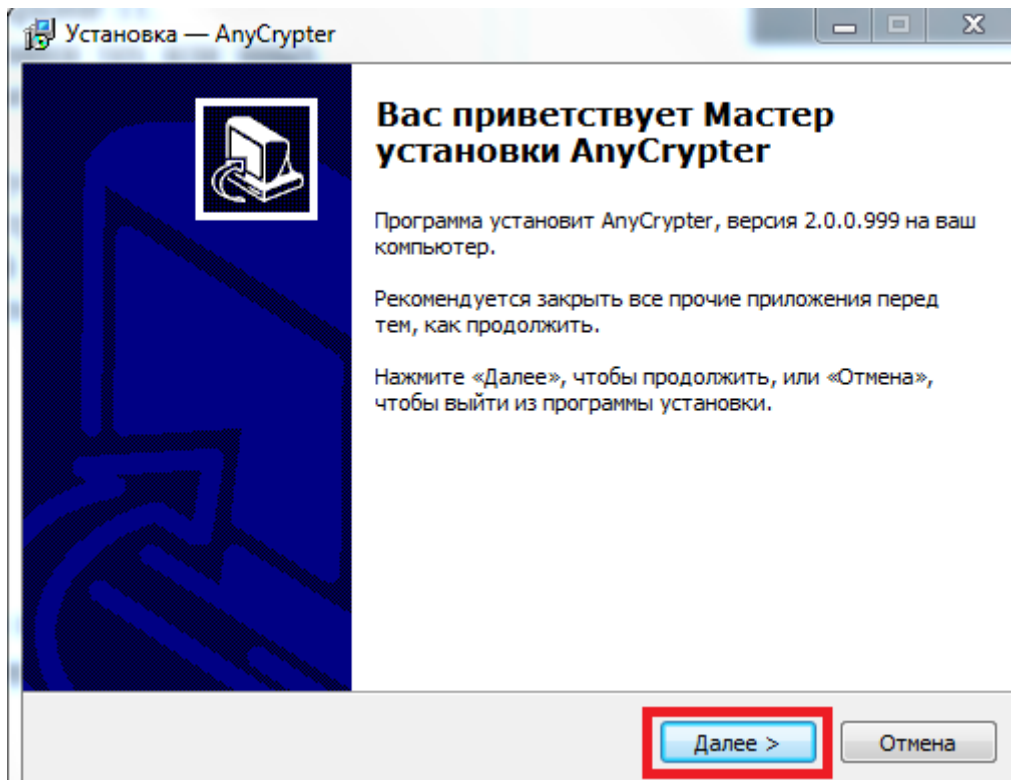 Установка — AnyCrypter
Вас приветствует Мастер
установки AnyCrypter
Программа установит AnyCrypter, версия 2.0.0.999 на ваш
компьютер.
Рекомендуется закрыть все прочие приложения перед
тем, как продолжить.
Нажмите «Далее», чтобы продолжить, или «Отмена»,
чтобы выйти из программы установки.
Далее >
Отмена